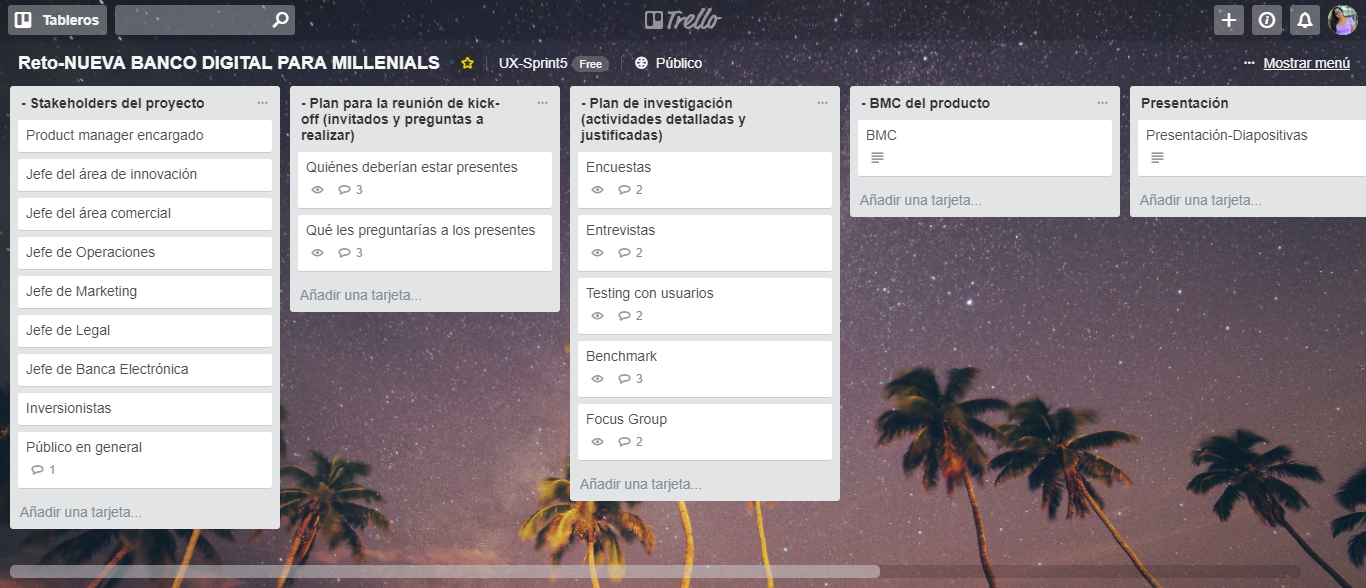 Tableros
Trello
Reto-NUEVA BANCO DIGITAL PARA MILLENIALS
UX-Sprint5
Free
Público
Mostrar menú
- Stakeholders del proyecto
Product manager encargado
Jefe del área de innovación
Jefe del área comercial
Jefe de Operaciones
Jefe de Marketing
Jefe de Legal
Jefe de Banca Electrónica
Inversionistas
Público en general
1
Añadir una tarjeta...
- Plan para la reunión de kick-
off (invitados y preguntas a
realizar)
Quiénes deberían estar presentes
3
Qué les preguntarías a los presentes
3
Añadir una tarjeta...
- Plan de investigación
(actividades detalladas y
justificadas)
Encuestas
2
Entrevistas
2
Testing con usuarios
2
Benchmark
3
Focus Group
2
Añadir una tarjeta...
- BMC del producto
BMC
Añadir una tarjeta...
Presentación
Presentación-Diapositivas
Añadir una tarjeta...